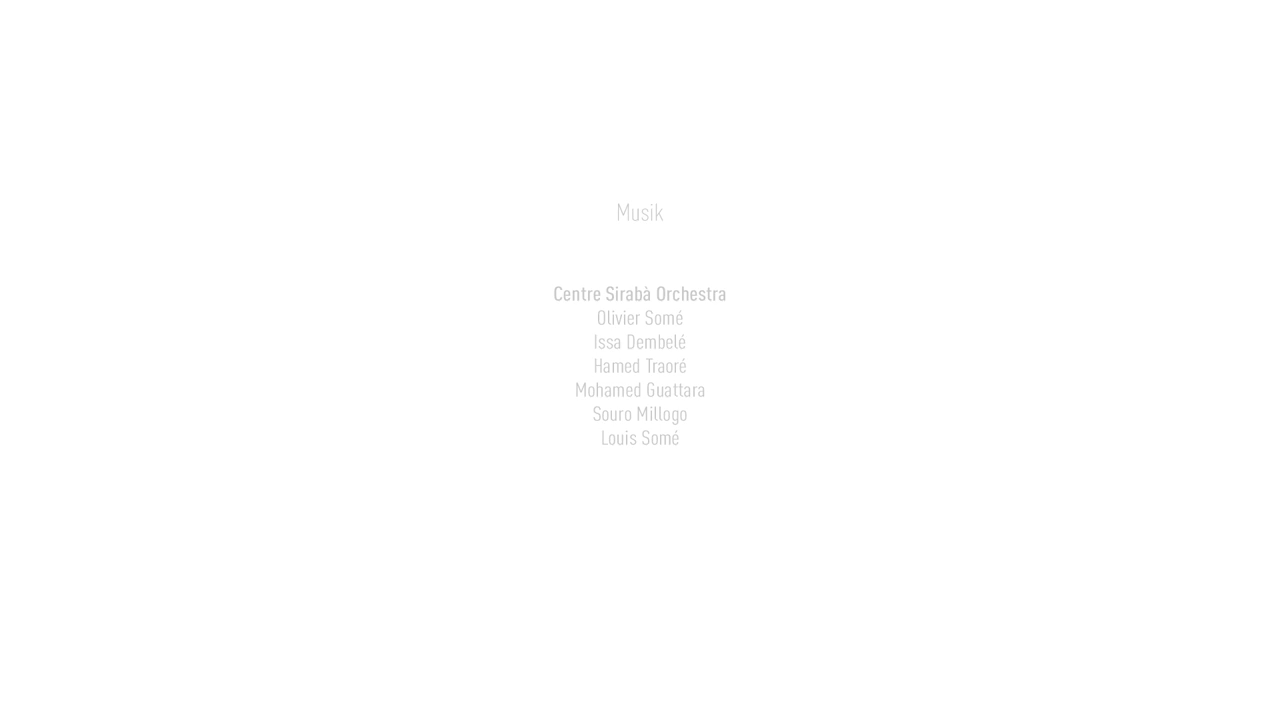 Musik
Centre Sirabà Orchestra
Olivier Somé
Issa Dembelé
Hamed Traoré
Mohamed Guattara
Souro Millogo
Louis Somé